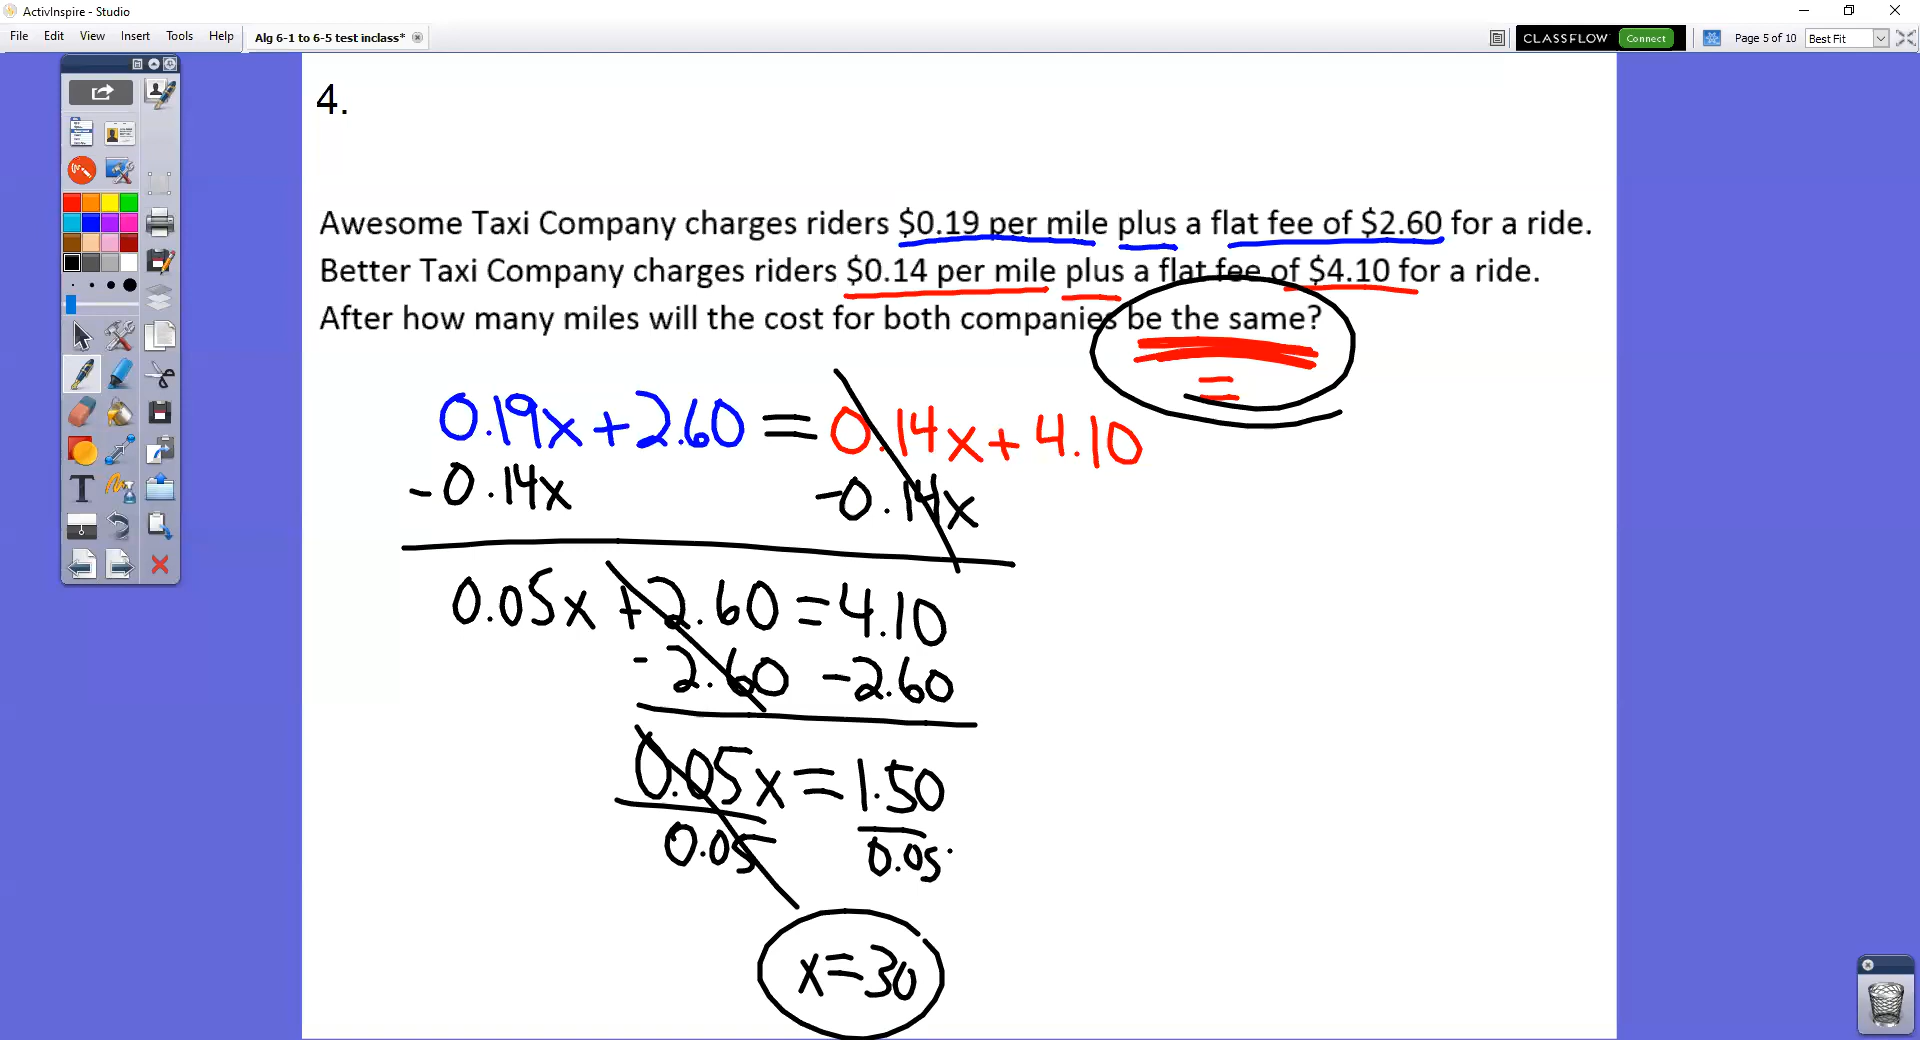 ActivInspire - Studio
File Edit View Insert Tools Help
Alg 6-1 to 6-5 test inclass*
CLASSFLOW Connect
Page 5 of 10 Best Fit
4.
Awesome Taxi Company charges riders $0.19 per mile plus a flat fee of $2.60 for a ride.
Better Taxi Company charges riders $0.14 per mile plus a flat fee of $4.10 for a ride.
After how many miles will the cost for both companies be the same?
=
0.19x+2.60=0.14x+4.10
-0.14x -0.14x
0.05x+2.60=4.10
-2.60 -2.60
0.05x=1.50
0.05 0.05
x=30